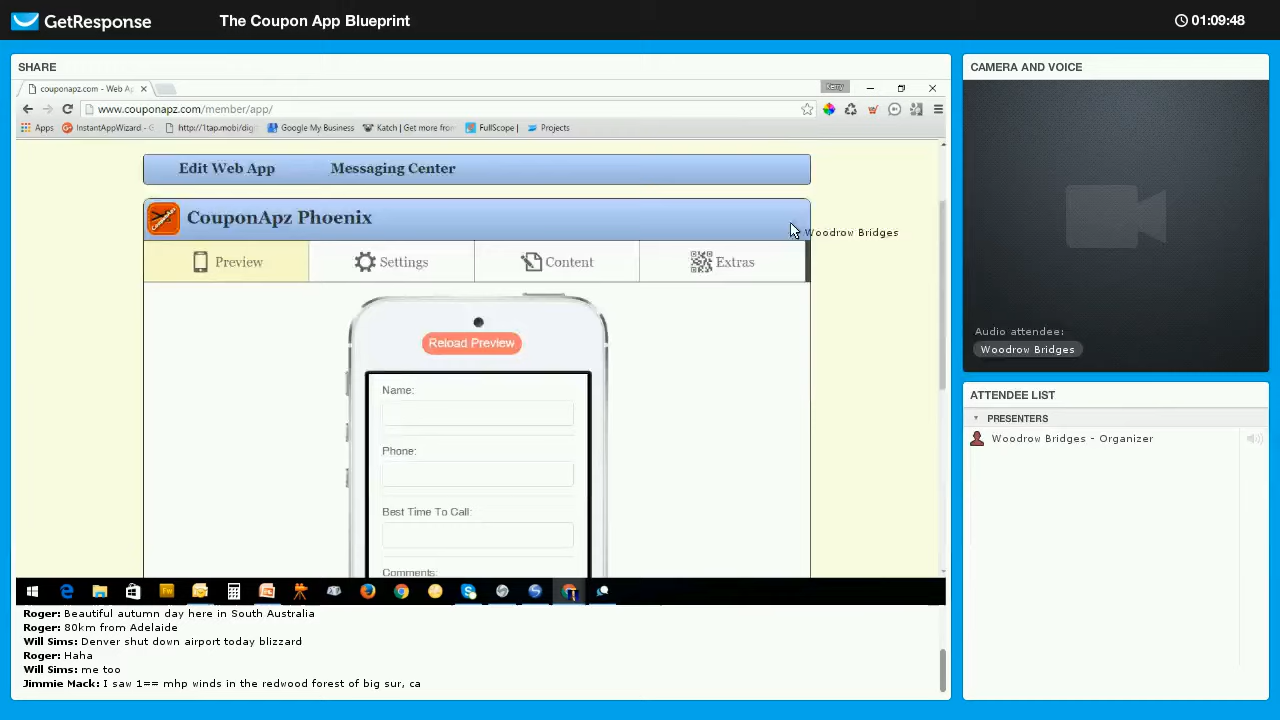 GetResponse The Coupon App Blueprint 01:09:48
SHARE
couponapz.com - Web Ap Kerry
www.couponapz.com/member/app/
Apps InstantAppWizard - G http://1tap.mobi/digi Google My Business Katch | Get more from FullScope | Projects
Edit Web App Messaging Center
CouponApz Phoenix
Woodrow Bridges
Preview Settings Content Extras
Reload Preview
Name:
Phone:
Best Time To Call:
Comments:
Roger: Beautiful autumn day here in South Australia
Roger: 80km from Adelaide
Will Sims: Denver shut down airport today blizzard
Roger: Haha
Will Sims: me too
Jimmie Mack: I saw 1== mhp winds in the redwood forest of big sur, ca
CAMERA AND VOICE
Audio attendee:
Woodrow Bridges
ATTENDEE LIST
PRESENTERS
Woodrow Bridges - Organizer